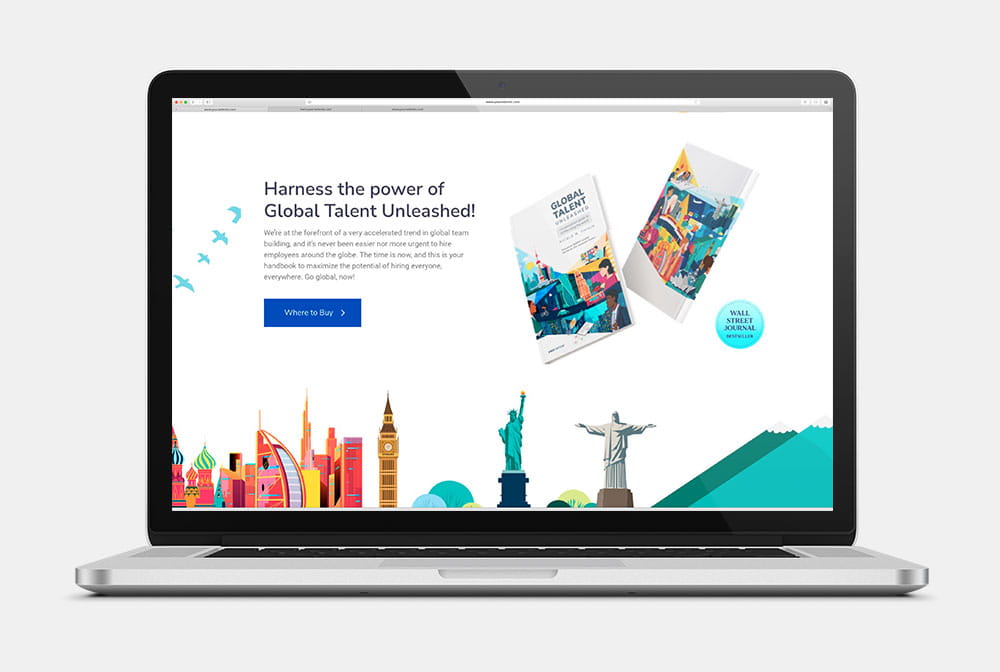 Harness the power of
Global Talent Unleashed!
We're at the forefront of a very accelerated trend in global team
building, and it's never been easier nor more urgent to hire
employees around the globe. The time is now, and this is your
handbook to maximize the potential of hiring everyone,
everywhere. Go global, now!
Where to Buy
GLOBAL
TALENT
UNLEASHED
WALL
STREET
JOURNAL
BESTSELLER